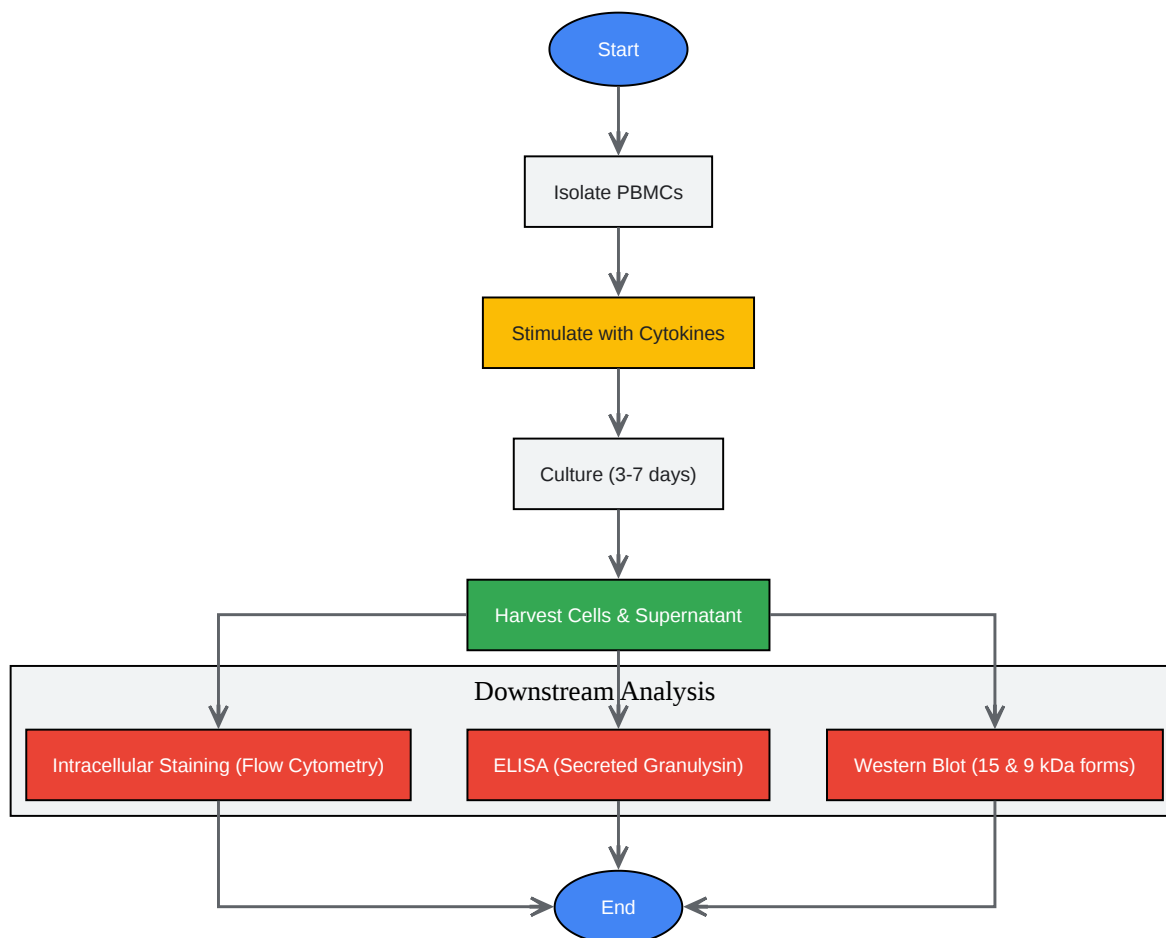 Start
Isolate PBMCs
Stimulate with Cytokines
Culture (3-7 days)
Harvest Cells & Supernatant
Downstream Analysis
Intracellular Staining (Flow Cytometry)
ELISA (Secreted Granulysin)
Western Blot (15 & 9 kDa forms)
End